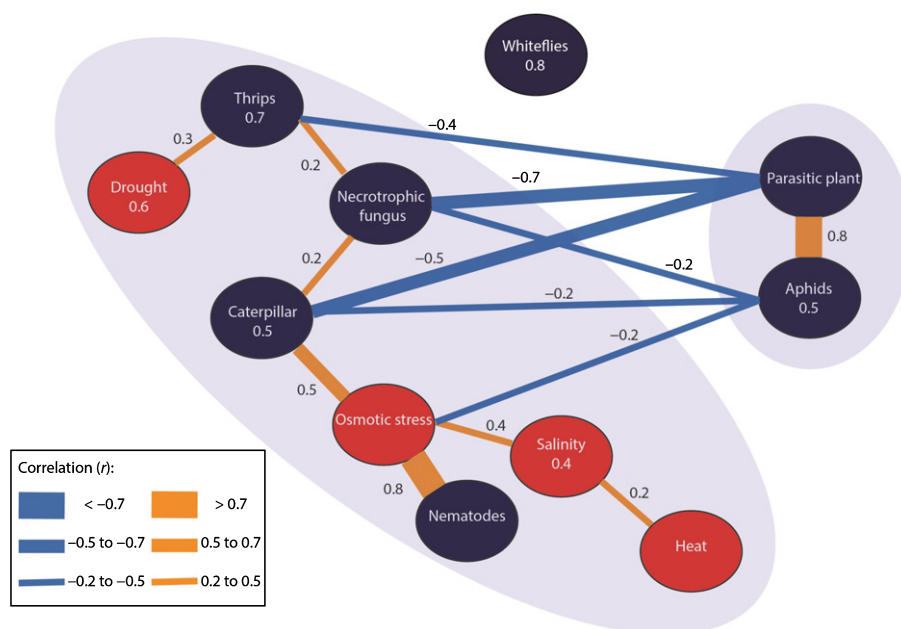 Whiteflies
0.8
Thrips
0.7
−0.4
0.3
0.2
−0.7
Parasitic plant
Drought
0.6
Necrotrophic
fungus
0.8
0.2
−0.5
−0.2
Aphids
0.5
−0.2
Caterpillar
0.5
−0.2
0.5
Osmotic stress
0.4
Salinity
0.4
0.8
0.2
Nematodes
Heat
Correlation (r):
< −0.7
> 0.7
−0.5 to −0.7
0.5 to 0.7
−0.2 to −0.5
0.2 to 0.5